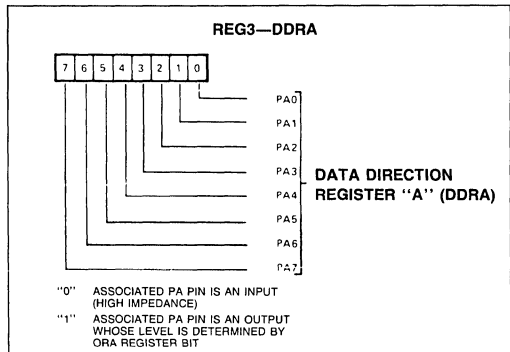 REG3—DDRA
7 6 5 4 3 2 1 0
PA0
PA1
PA2
PA3
PA4
PA5
PA6
PA7
DATA DIRECTION
REGISTER "A" (DDRA)
"0" ASSOCIATED PA PIN IS AN INPUT
(HIGH IMPEDANCE)
"1" ASSOCIATED PA PIN IS AN OUTPUT
WHOSE LEVEL IS DETERMINED BY
ORA REGISTER BIT